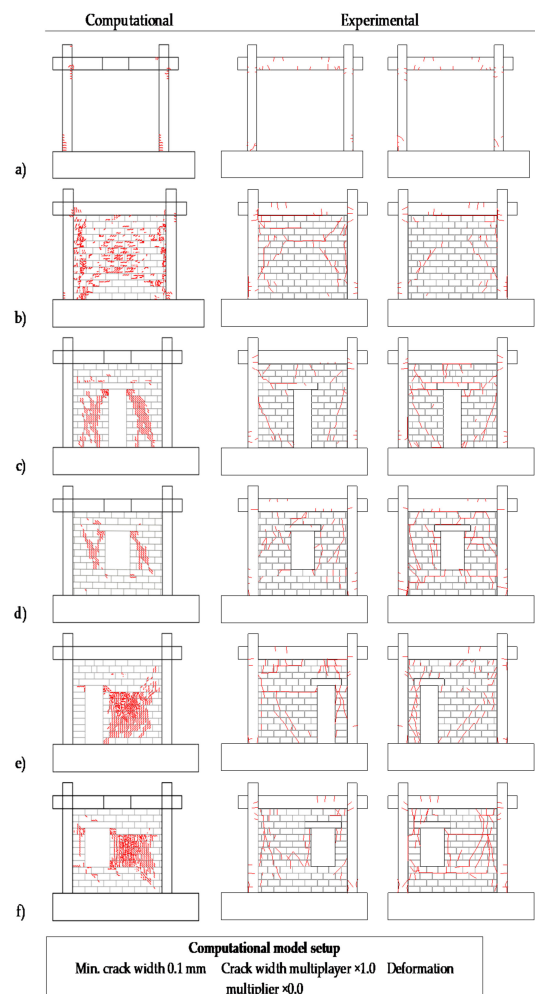 Computational Experimental
a)
b)
c)
d)
e)
f)
Computational model setup
Min. crack width 0.1 mm Crack width multiplayer ×1.0 Deformation
multiplier ×0.0